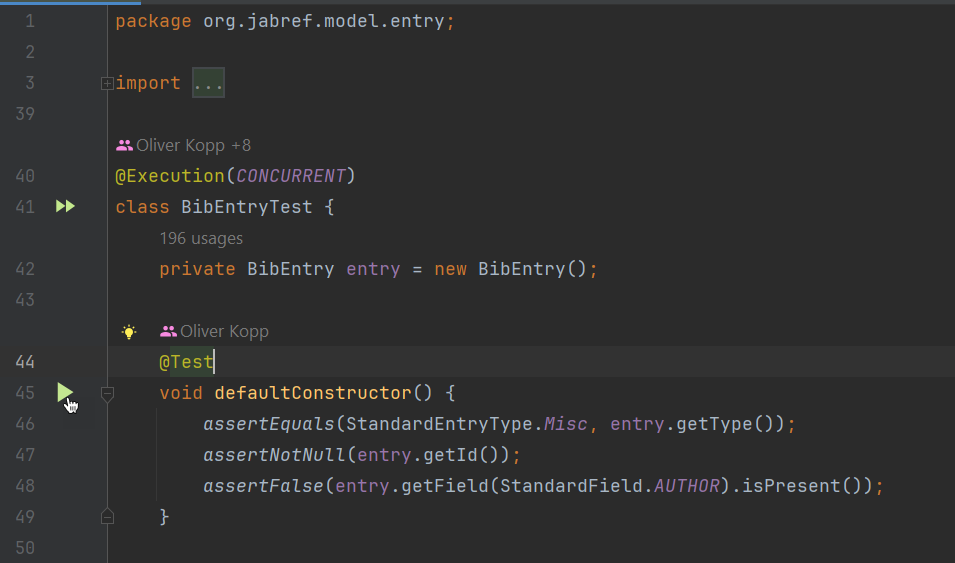 1 package org.jabref.model.entry;
2
3 import ...
39
Oliver Kopp +8
40 @Execution(CONCURRENT)
41 class BibEntryTest {
196 usages
42 private BibEntry entry = new BibEntry();
43
Oliver Kopp
44 @Test
45 void defaultConstructor() {
46 assertEquals(StandardEntryType.Misc, entry.getType());
47 assertNotNull(entry.getId());
48 assertFalse(entry.getField(StandardField.AUTHOR).isPresent());
49 }
50